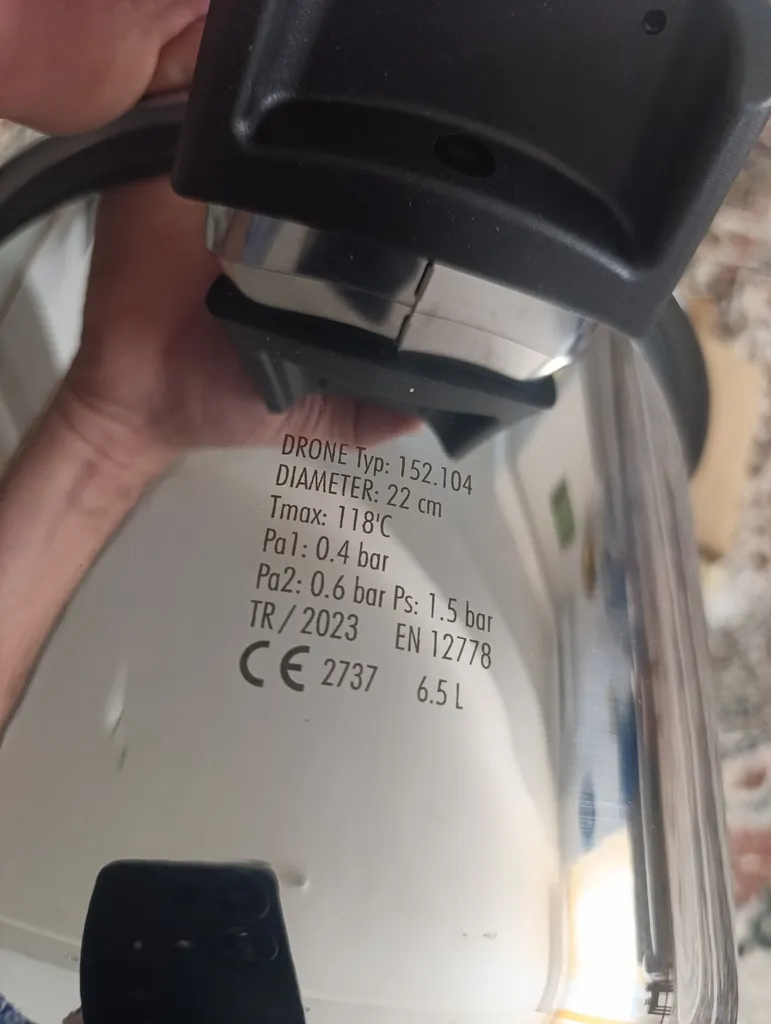 DRONE Typ: 152.104
DIAMETER: 22 cm
Tmax: 118'C
Pa1: 0.4 bar
Pa2: 0.6 bar Ps: 1.5 bar
TR / 2023 EN 12778
CE 2737 6.5 L